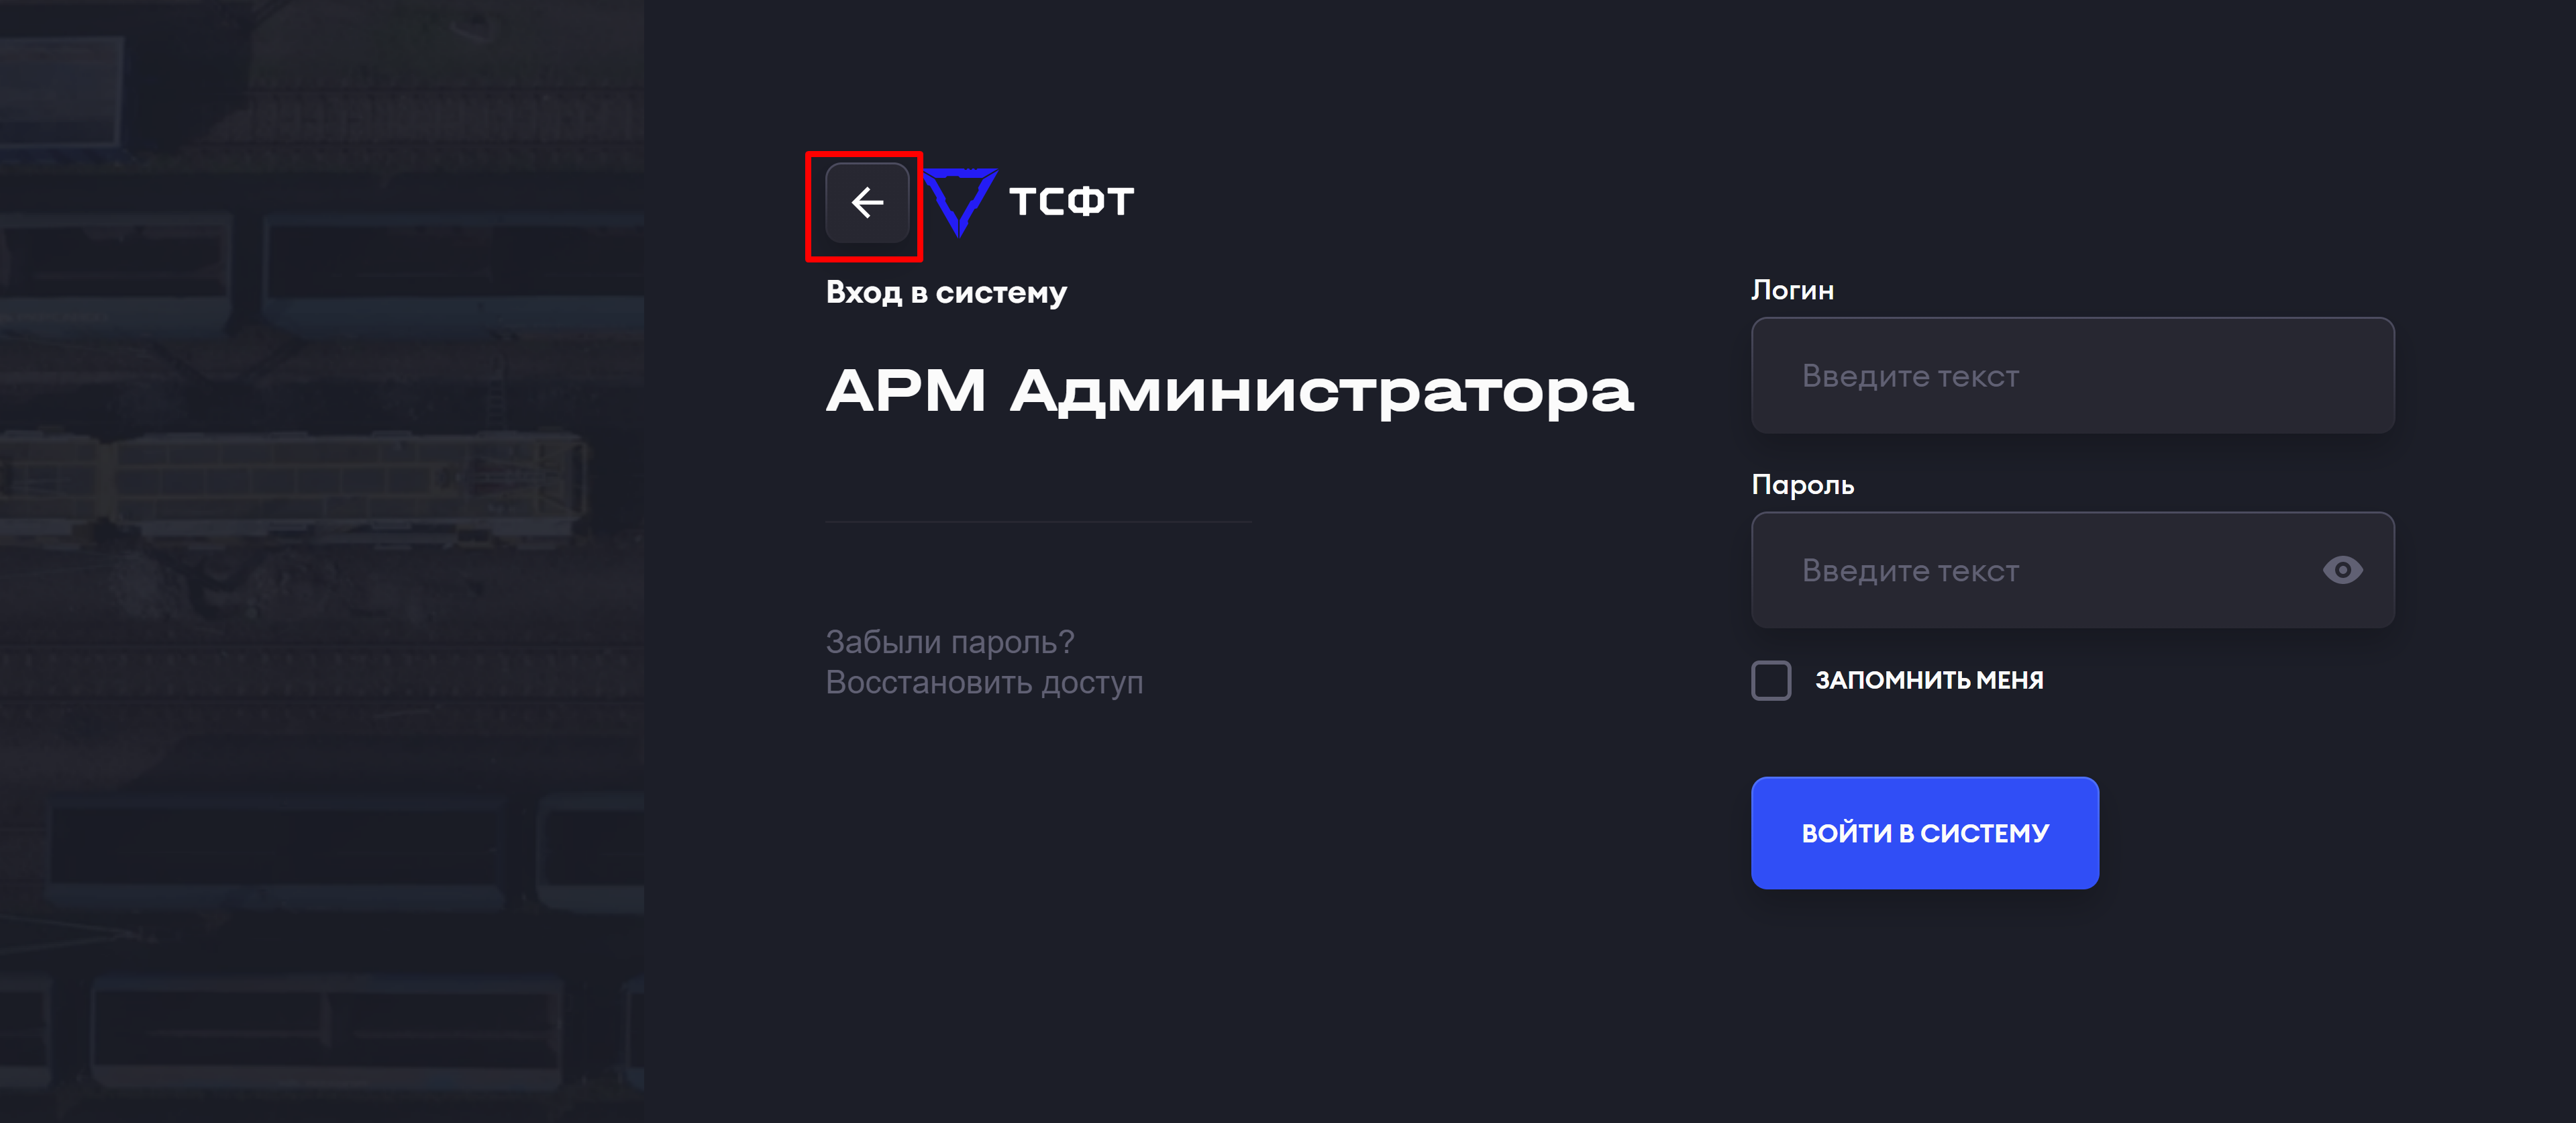 ТСФТ
Вход в систему
АРМ Администратора
Забыли пароль?
Восстановить доступ
Логин
Введите текст
Пароль
Введите текст
ЗАПОМНИТЬ МЕНЯ
ВОЙТИ В СИСТЕМУ